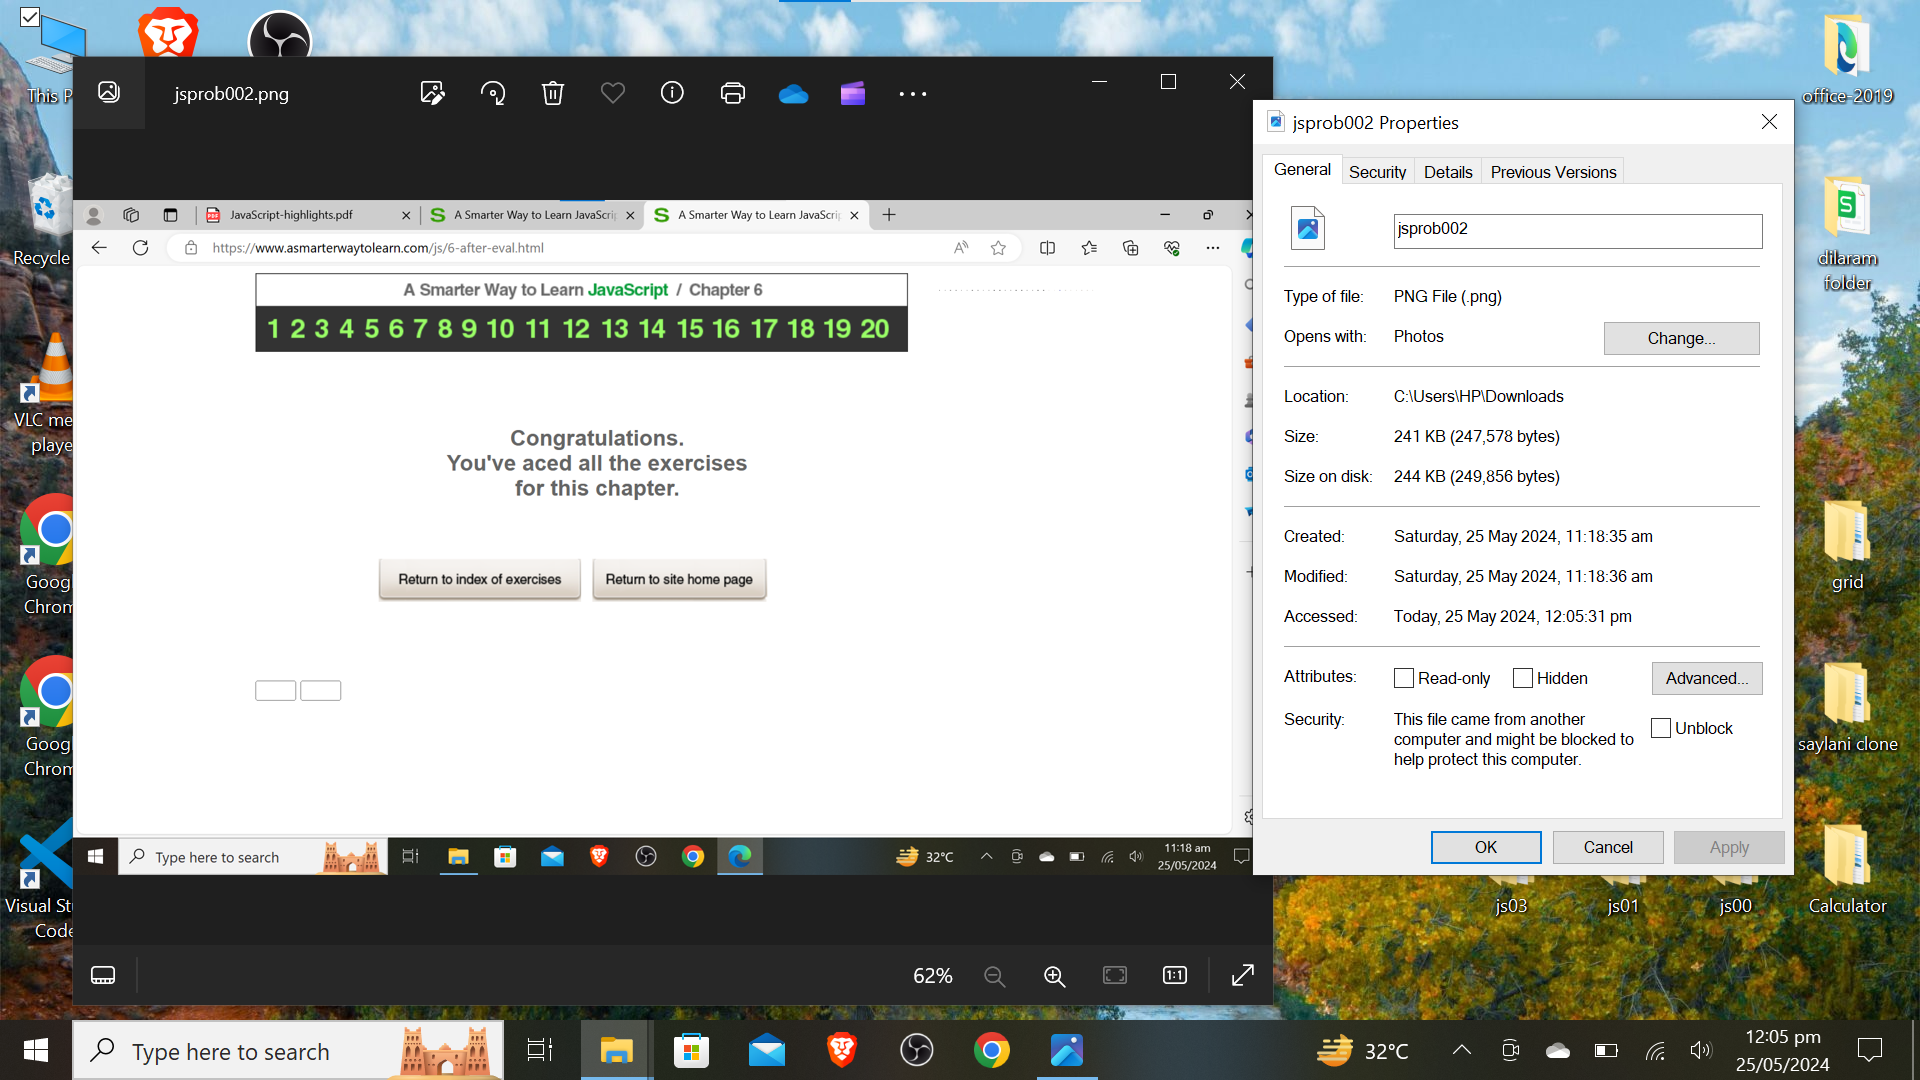 This P
jsprob002.png
JavaScript-highlights.pdf
A Smarter Way to Learn JavaScri
A Smarter Way to Learn JavaScri
https://www.asmarterwaytolearn.com/js/6-after-eval.html
A Smarter Way to Learn JavaScript / Chapter 6
1 2 3 4 5 6 7 8 9 10 11 12 13 14 15 16 17 18 19 20
Congratulations.
You've aced all the exercises
for this chapter.
Return to index of exercises
Return to site home page
Type here to search
32°C
11:18 am
25/05/2024
62%
1:1
Recycle
VLC me
playe
Goog
Chrom
Goog
Chrom
Visual St
Code
jsprob002 Properties
General
Security
Details
Previous Versions
jsprob002
Type of file:
PNG File (.png)
Opens with:
Photos
Change...
Location:
C:\Users\HP\Downloads
Size:
241 KB (247,578 bytes)
Size on disk:
244 KB (249,856 bytes)
Created:
Saturday, 25 May 2024, 11:18:35 am
Modified:
Saturday, 25 May 2024, 11:18:36 am
Accessed:
Today, 25 May 2024, 12:05:31 pm
Attributes:
Read-only
Hidden
Advanced...
Security:
This file came from another
computer and might be blocked to
help protect this computer.
Unblock
OK
Cancel
Apply
office-2019
dilaram
folder
grid
saylani clone
js03
js01
js00
Calculator
Type here to search
32°C
12:05 pm
25/05/2024